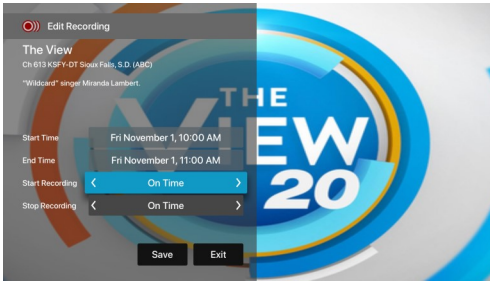 Edit Recording
The View
Ch 613 KSFY-DT Sioux Falls, S.D. (ABC)
"Wildcard" singer Miranda Lambert.
Start Time Fri November 1, 10:00 AM
End Time Fri November 1, 11:00 AM
Start Recording On Time
Stop Recording On Time
Save Exit
THE
VIEW
20